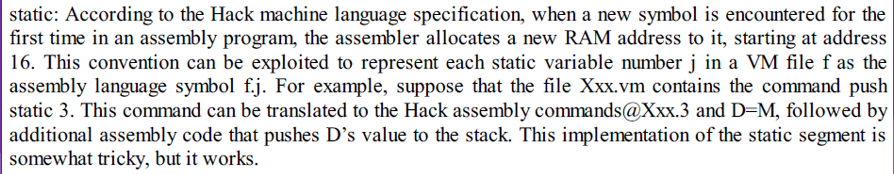 static: According to the Hack machine language specification, when a new symbol is encountered for the
first time in an assembly program, the assembler allocates a new RAM address to it, starting at address
16. This convention can be exploited to represent each static variable number j in a VM file f as the
assembly language symbol f.j. For example, suppose that the file Xxx.vm contains the command push
static 3. This command can be translated to the Hack assembly commands@Xxx.3 and D=M, followed by
additional assembly code that pushes D’s value to the stack. This implementation of the static segment is
somewhat tricky, but it works.